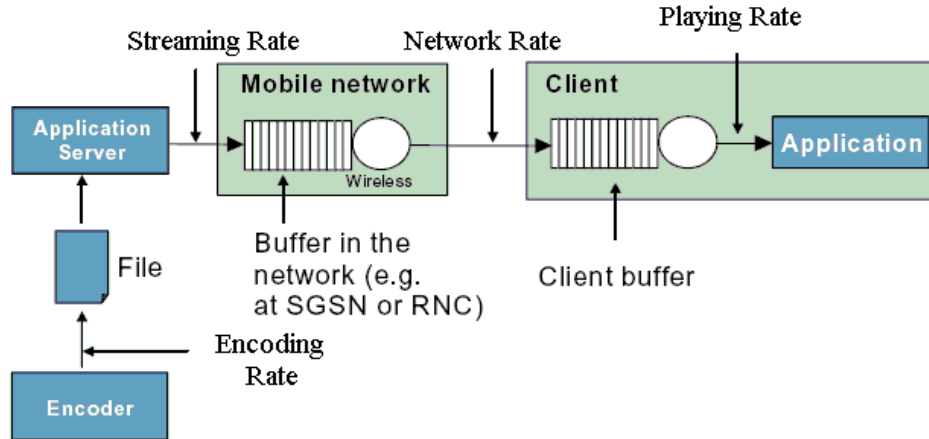 Playing Rate
Streaming Rate
Network Rate
Mobile network
Client
Application
Server
Wireless
Application
Buffer in the
network (e.g.
at SGSN or RNC)
Client buffer
File
Encoding
Rate
Encoder